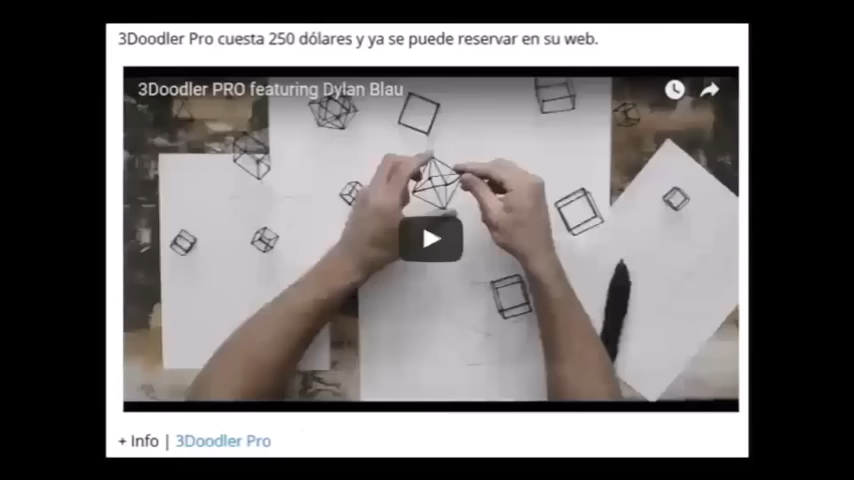 3Doodler Pro cuesta 250 dólares y ya se puede reservar en su web.
3Doodler PRO featuring Dylan Blau
+ Info | 3Doodler Pro